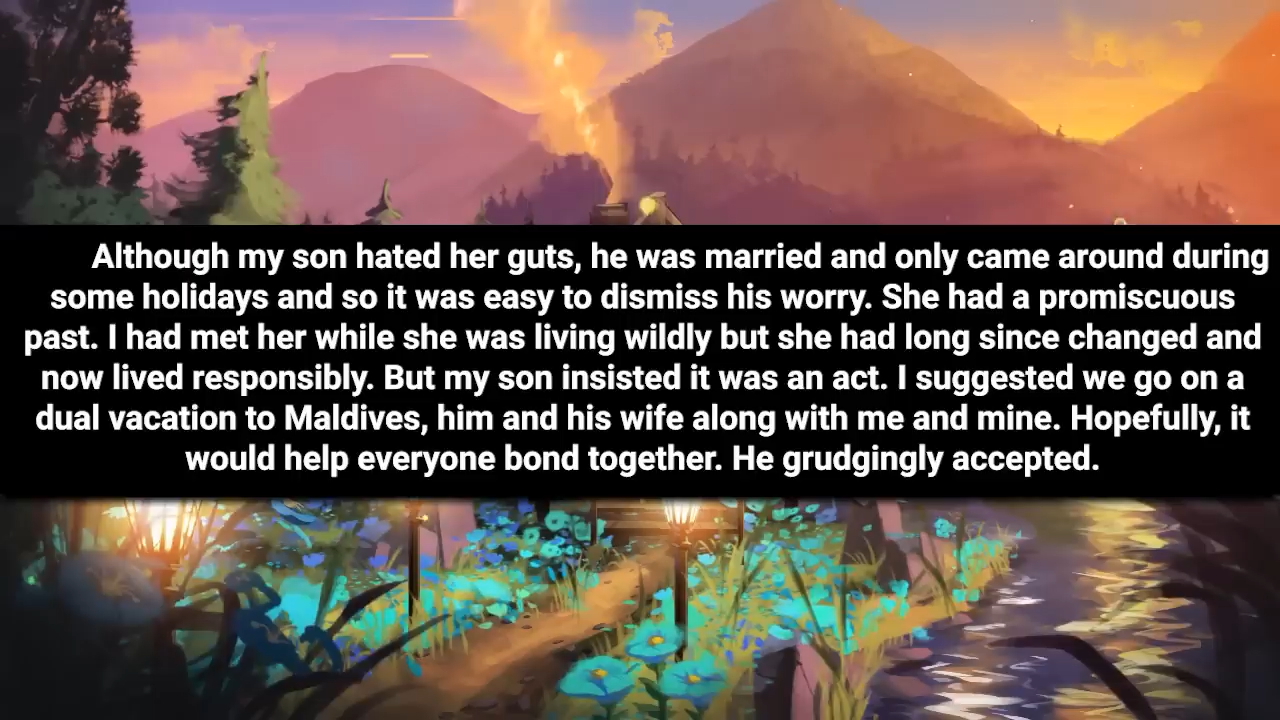 Although my son hated her guts, he was married and only came around during
some holidays and so it was easy to dismiss his worry. She had a promiscuous
past. I had met her while she was living wildly but she had long since changed and
now lived responsibly. But my son insisted it was an act. I suggested we go on a
dual vacation to Maldives, him and his wife along with me and mine. Hopefully, it
would help everyone bond together. He grudgingly accepted.